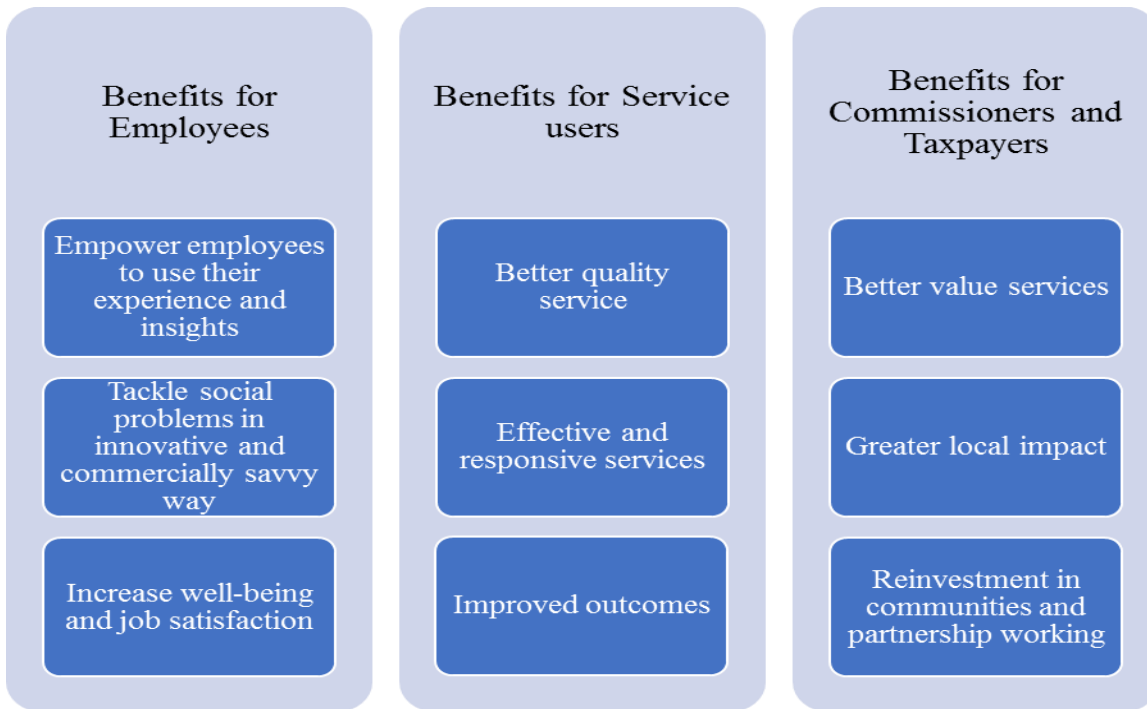 Benefits for
Employees
Empower employees
to use their
experience and
insights
Tackle social
problems in
innovative and
commercially savvy
way
Increase well-being
and job satisfaction
Benefits for Service
users
Better quality
service
Effective and
responsive services
Improved outcomes
Benefits for
Commissioners and
Taxpayers
Better value services
Greater local impact
Reinvestment in
communities and
partnership working